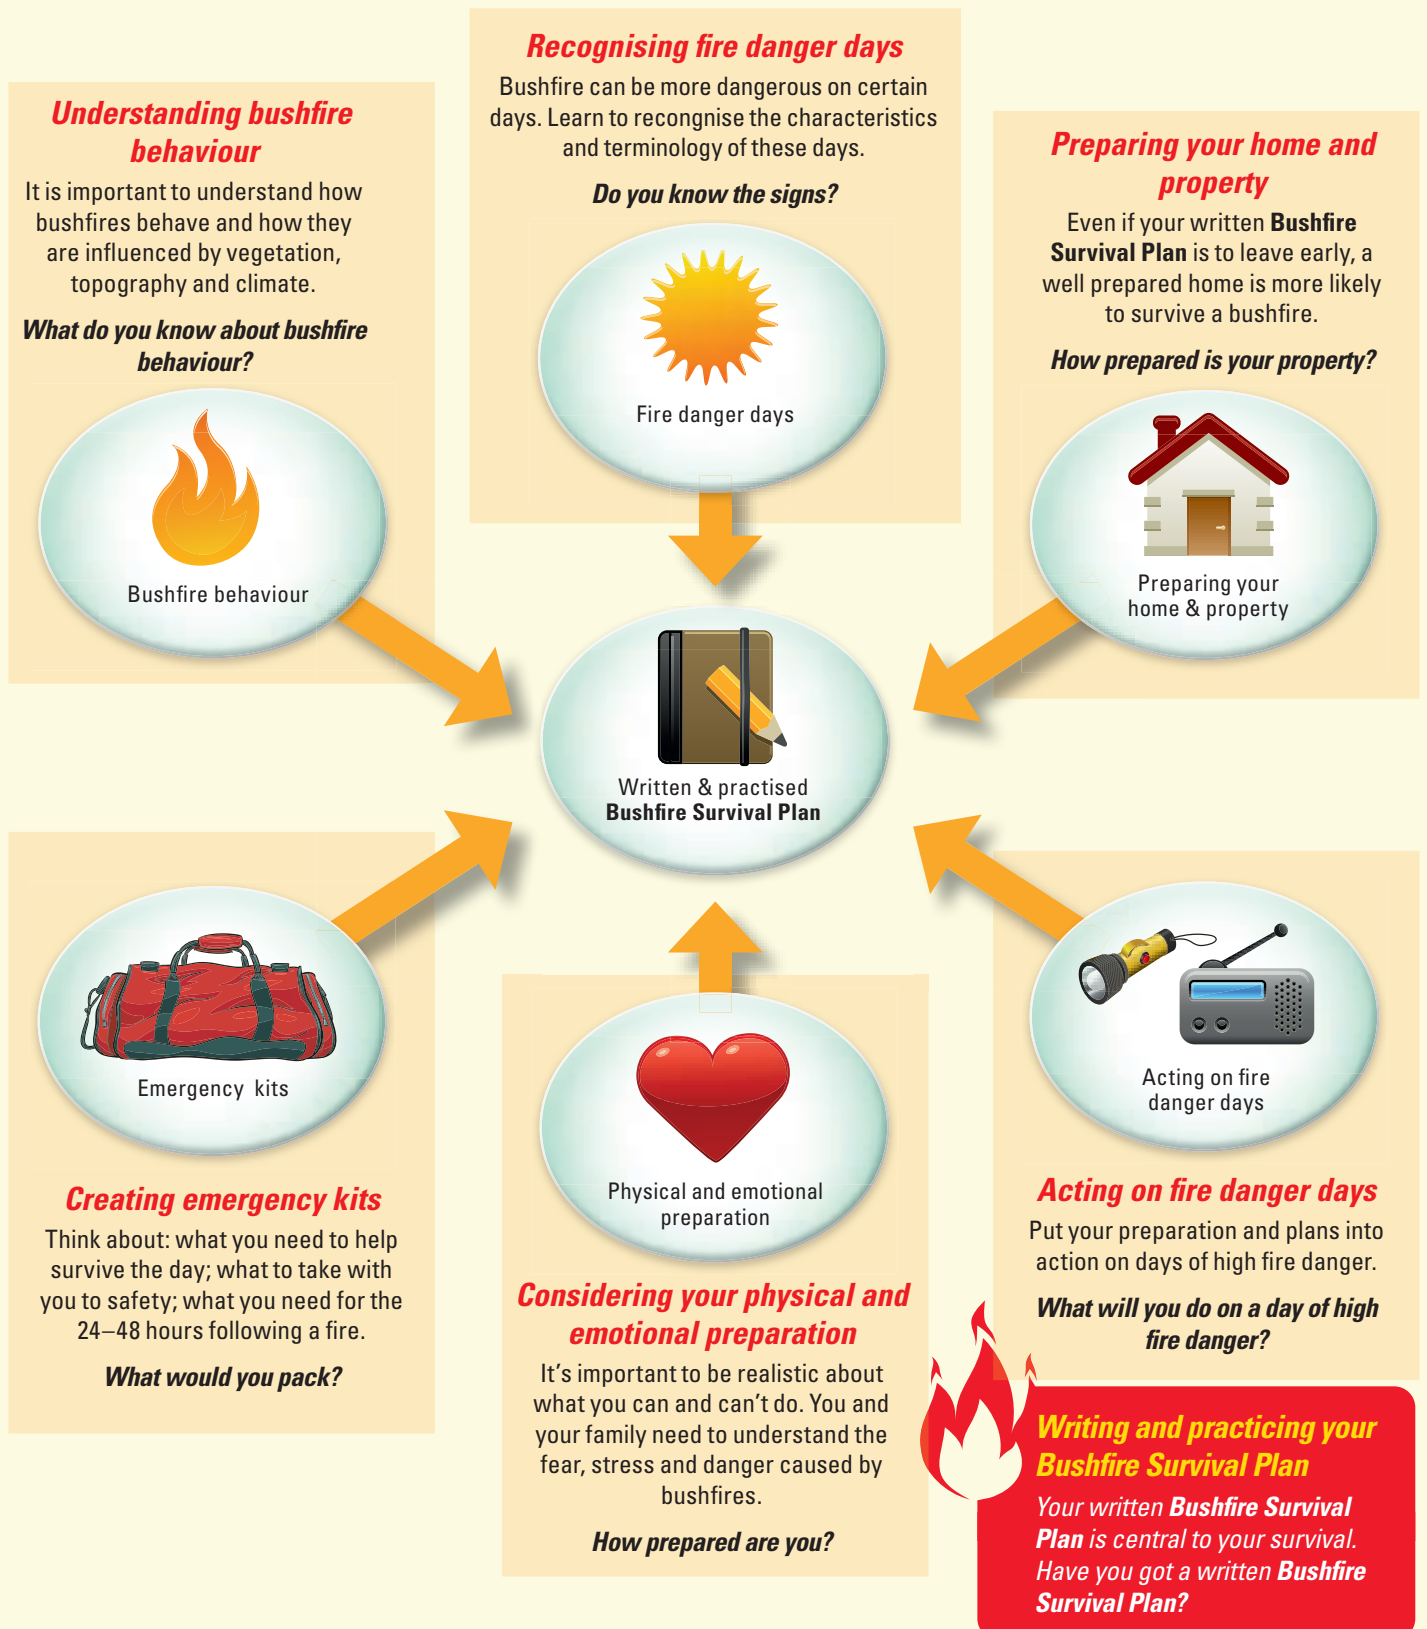 Understanding bushfire
behaviour
It is important to understand how
bushfires behave and how they
are influenced by vegetation,
topography and climate.
What do you know about bushfire
behaviour?
Bushfire behaviour
Recognising fire danger days
Bushfire can be more dangerous on certain
days. Learn to recongnise the characteristics
and terminology of these days.
Do you know the signs?
Fire danger days
Preparing your home and
property
Even if your written Bushfire
Survival Plan is to leave early, a
well prepared home is more likely
to survive a bushfire.
How prepared is your property?
Preparing your
home & property
Written & practised
Bushfire Survival Plan
Emergency kits
Creating emergency kits
Think about: what you need to help
survive the day; what to take with
you to safety; what you need for the
24–48 hours following a fire.
What would you pack?
Physical and emotional
preparation
Considering your physical and
emotional preparation
It's important to be realistic about
what you can and can't do. You and
your family need to understand the
fear, stress and danger caused by
bushfires.
How prepared are you?
Acting on fire
danger days
Acting on fire danger days
Put your preparation and plans into
action on days of high fire danger.
What will you do on a day of high
fire danger?
Writing and practicing your
Bushfire Survival Plan
Your written Bushfire Survival
Plan is central to your survival.
Have you got a written Bushfire
Survival Plan?